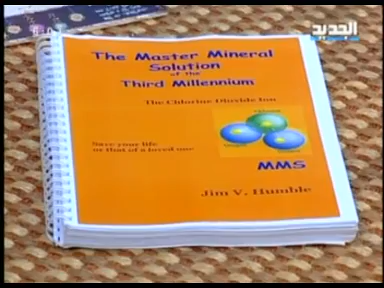 الجديد
The Master Mineral
Solution
of the
Third Millennium
The Chlorine Dioxide Ion
Save your life
or that of a loved one
MMS
Jim V. Humble